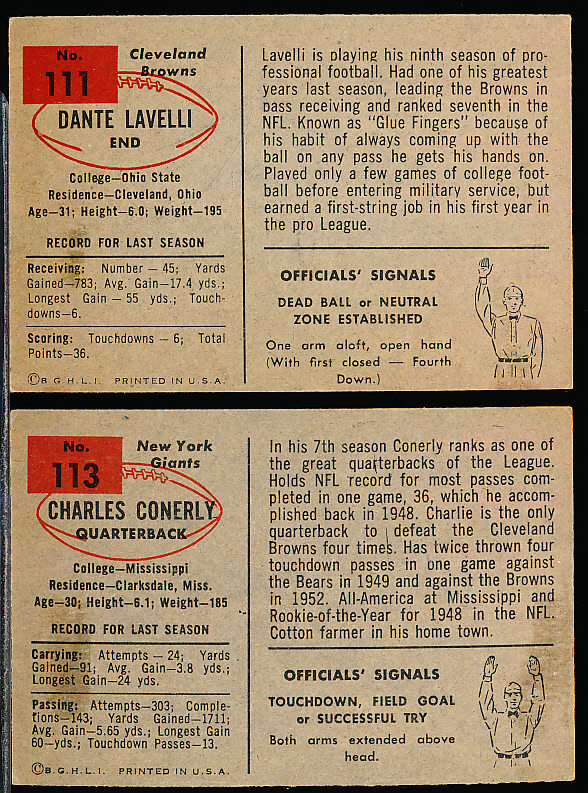 No.
111
Cleveland
Browns
DANTE LAVELLI
END
College—Ohio State
Residence—Cleveland, Ohio
Age—31; Height—6.0; Weight—195
RECORD FOR LAST SEASON
Receiving: Number — 45; Yards
Gained—783; Avg. Gain—17.4 yds.;
Longest Gain — 55 yds.; Touch-
downs—6.
Scoring: Touchdowns — 6; Total
Points—36.
©B.G.H.L.I. PRINTED IN U.S.A.
Lavelli is playing his ninth season of pro-
fessional football. Had one of his greatest
years last season, leading the Browns in
pass receiving and ranked seventh in the
NFL. Known as "Glue Fingers" because of
his habit of always coming up with the
ball on any pass he gets his hands on.
Played only a few games of college foot-
ball before entering military service, but
earned a first-string job in his first year in
the pro League.
OFFICIALS' SIGNALS
DEAD BALL or NEUTRAL
ZONE ESTABLISHED
One arm aloft, open hand
(With first closed — Fourth
Down.)
No.
113
New York
Giants
CHARLES CONERLY
QUARTERBACK
College—Mississippi
Residence—Clarksdale, Miss.
Age—30; Height—6.1; Weight—185
RECORD FOR LAST SEASON
Carrying: Attempts — 24; Yards
Gained—91; Avg. Gain—3.8 yds.;
Longest Gain—24 yds.
Passing: Attempts—303; Comple-
tions—143; Yards Gained—1711;
Avg. Gain—5.65 yds.; Longest Gain
60—yds.; Touchdown Passes—13.
©B.G.H.L.I. PRINTED IN U.S.A.
In his 7th season Conerly ranks as one of
the great quarterbacks of the League.
Holds NFL record for most passes com-
pleted in one game, 36, which he accom-
plished back in 1948. Charlie is the only
quarterback to defeat the Cleveland
Browns four times. Has twice thrown four
touchdown passes in one game against
the Bears in 1949 and against the Browns
in 1952. All-America at Mississippi and
Rookie-of-the-Year for 1948 in the NFL.
Cotton farmer in his home town.
OFFICIALS' SIGNALS
TOUCHDOWN, FIELD GOAL
or SUCCESSFUL TRY
Both arms extended above
head.